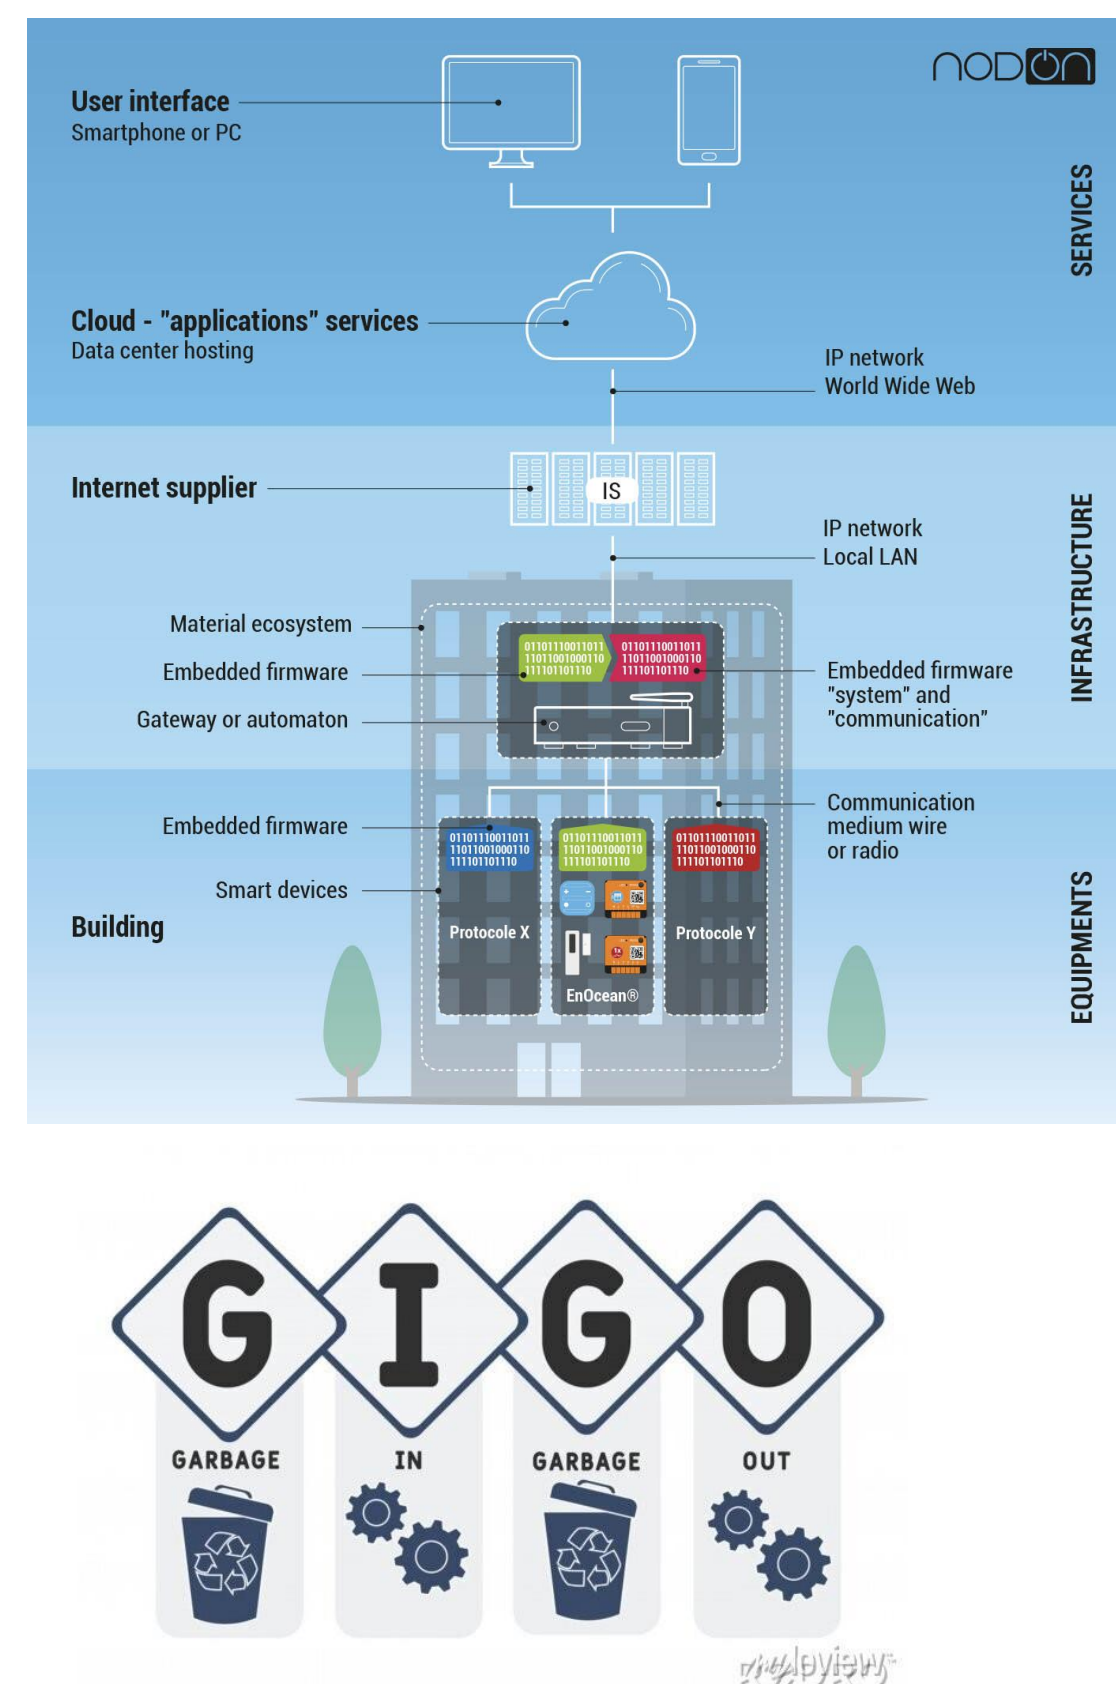 nodon
User interface
Smartphone or PC
SERVICES
Cloud - "applications" services
Data center hosting
IP network
World Wide Web
Internet supplier
IS
IP network
Local LAN
INFRASTRUCTURE
Material ecosystem
01101110011011
11011001000110
111101101110
01101110011011
11011001000110
111101101110
Embedded firmware
Embedded firmware
"system" and
"communication"
Gateway or automaton
Communication
medium wire
or radio
Embedded firmware
01101110011011
11011001000110
111101101110
01101110011011
11011001000110
111101101110
01101110011011
11011001000110
111101101110
Smart devices
Building
Protocole X
EnOcean®
Protocole Y
EQUIPMENTS
G I G O
GARBAGE IN GARBAGE OUT
myloview